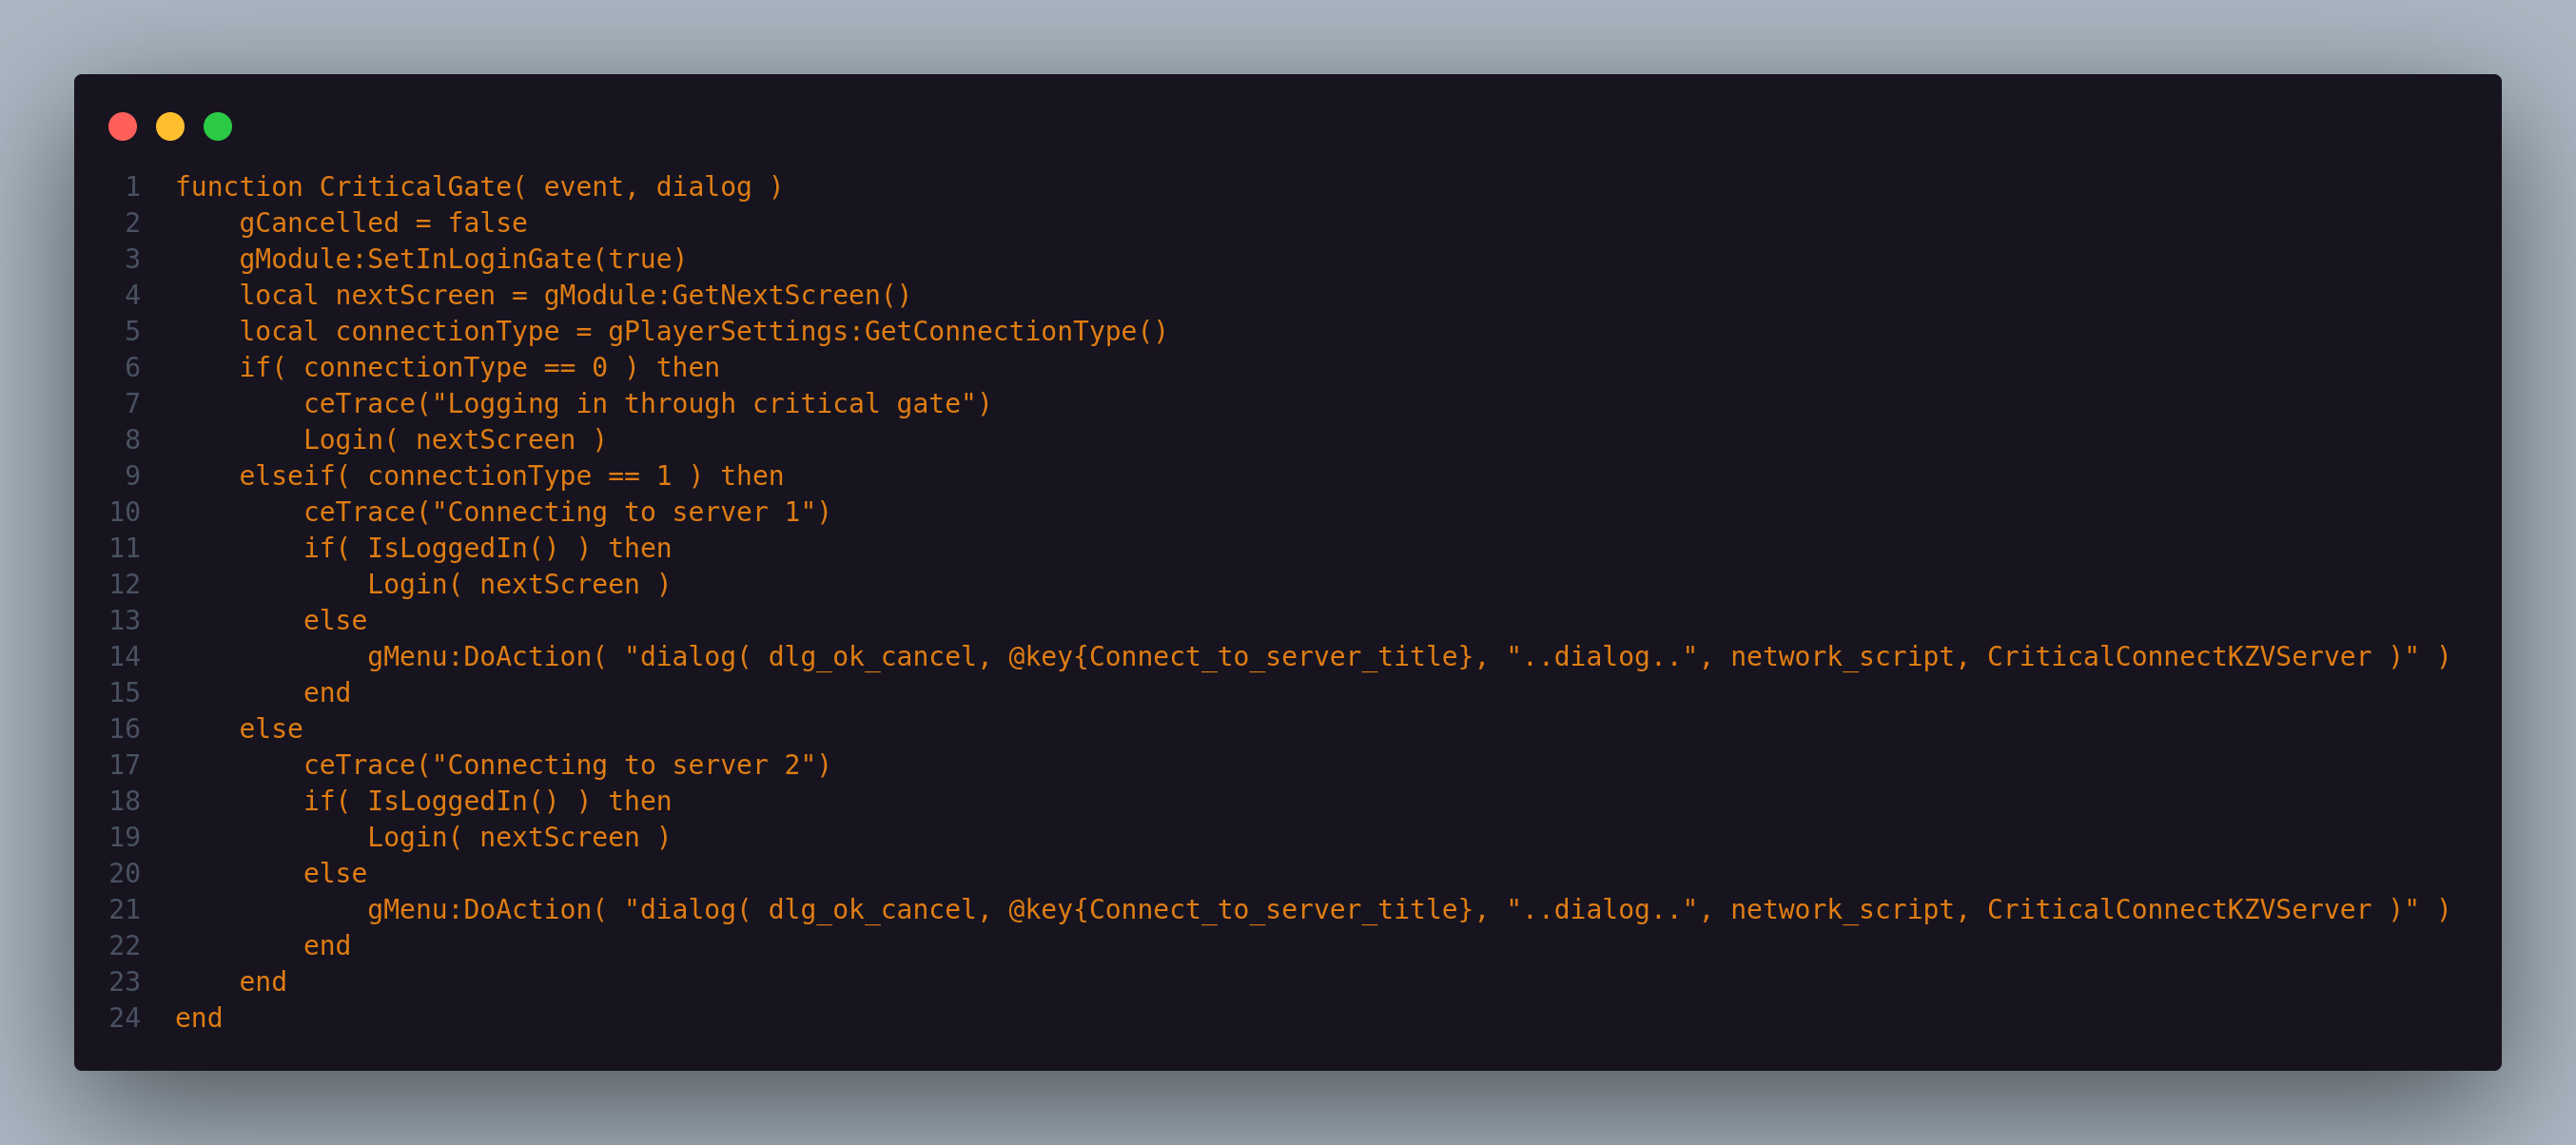 1 function CriticalGate( event, dialog )
2     gCancelled = false
3     gModule:SetInLoginGate(true)
4     local nextScreen = gModule:GetNextScreen()
5     local connectionType = gPlayerSettings:GetConnectionType()
6     if( connectionType == 0 ) then
7         ceTrace("Logging in through critical gate")
8         Login( nextScreen )
9     elseif( connectionType == 1 ) then
10         ceTrace("Connecting to server 1")
11         if( IsLoggedIn() ) then
12             Login( nextScreen )
13         else
14             gMenu:DoAction( "dialog( dlg_ok_cancel, @key{Connect_to_server_title}, "..dialog..", network_script, CriticalConnectKZVServer )" )
15         end
16     else
17         ceTrace("Connecting to server 2")
18         if( IsLoggedIn() ) then
19             Login( nextScreen )
20         else
21             gMenu:DoAction( "dialog( dlg_ok_cancel, @key{Connect_to_server_title}, "..dialog..", network_script, CriticalConnectKZVServer )" )
22         end
23     end
24 end